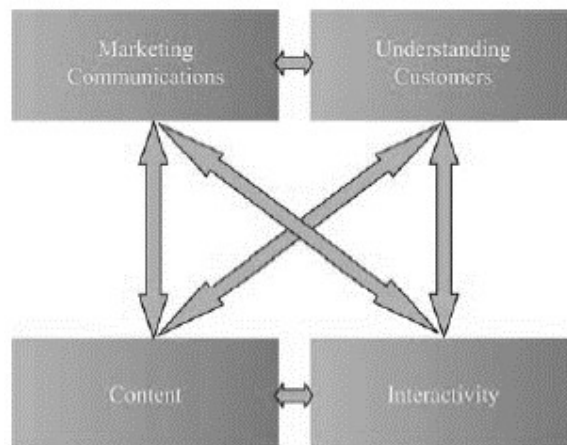 Marketing
Communications
Understanding
Customers
Content
Interactivity